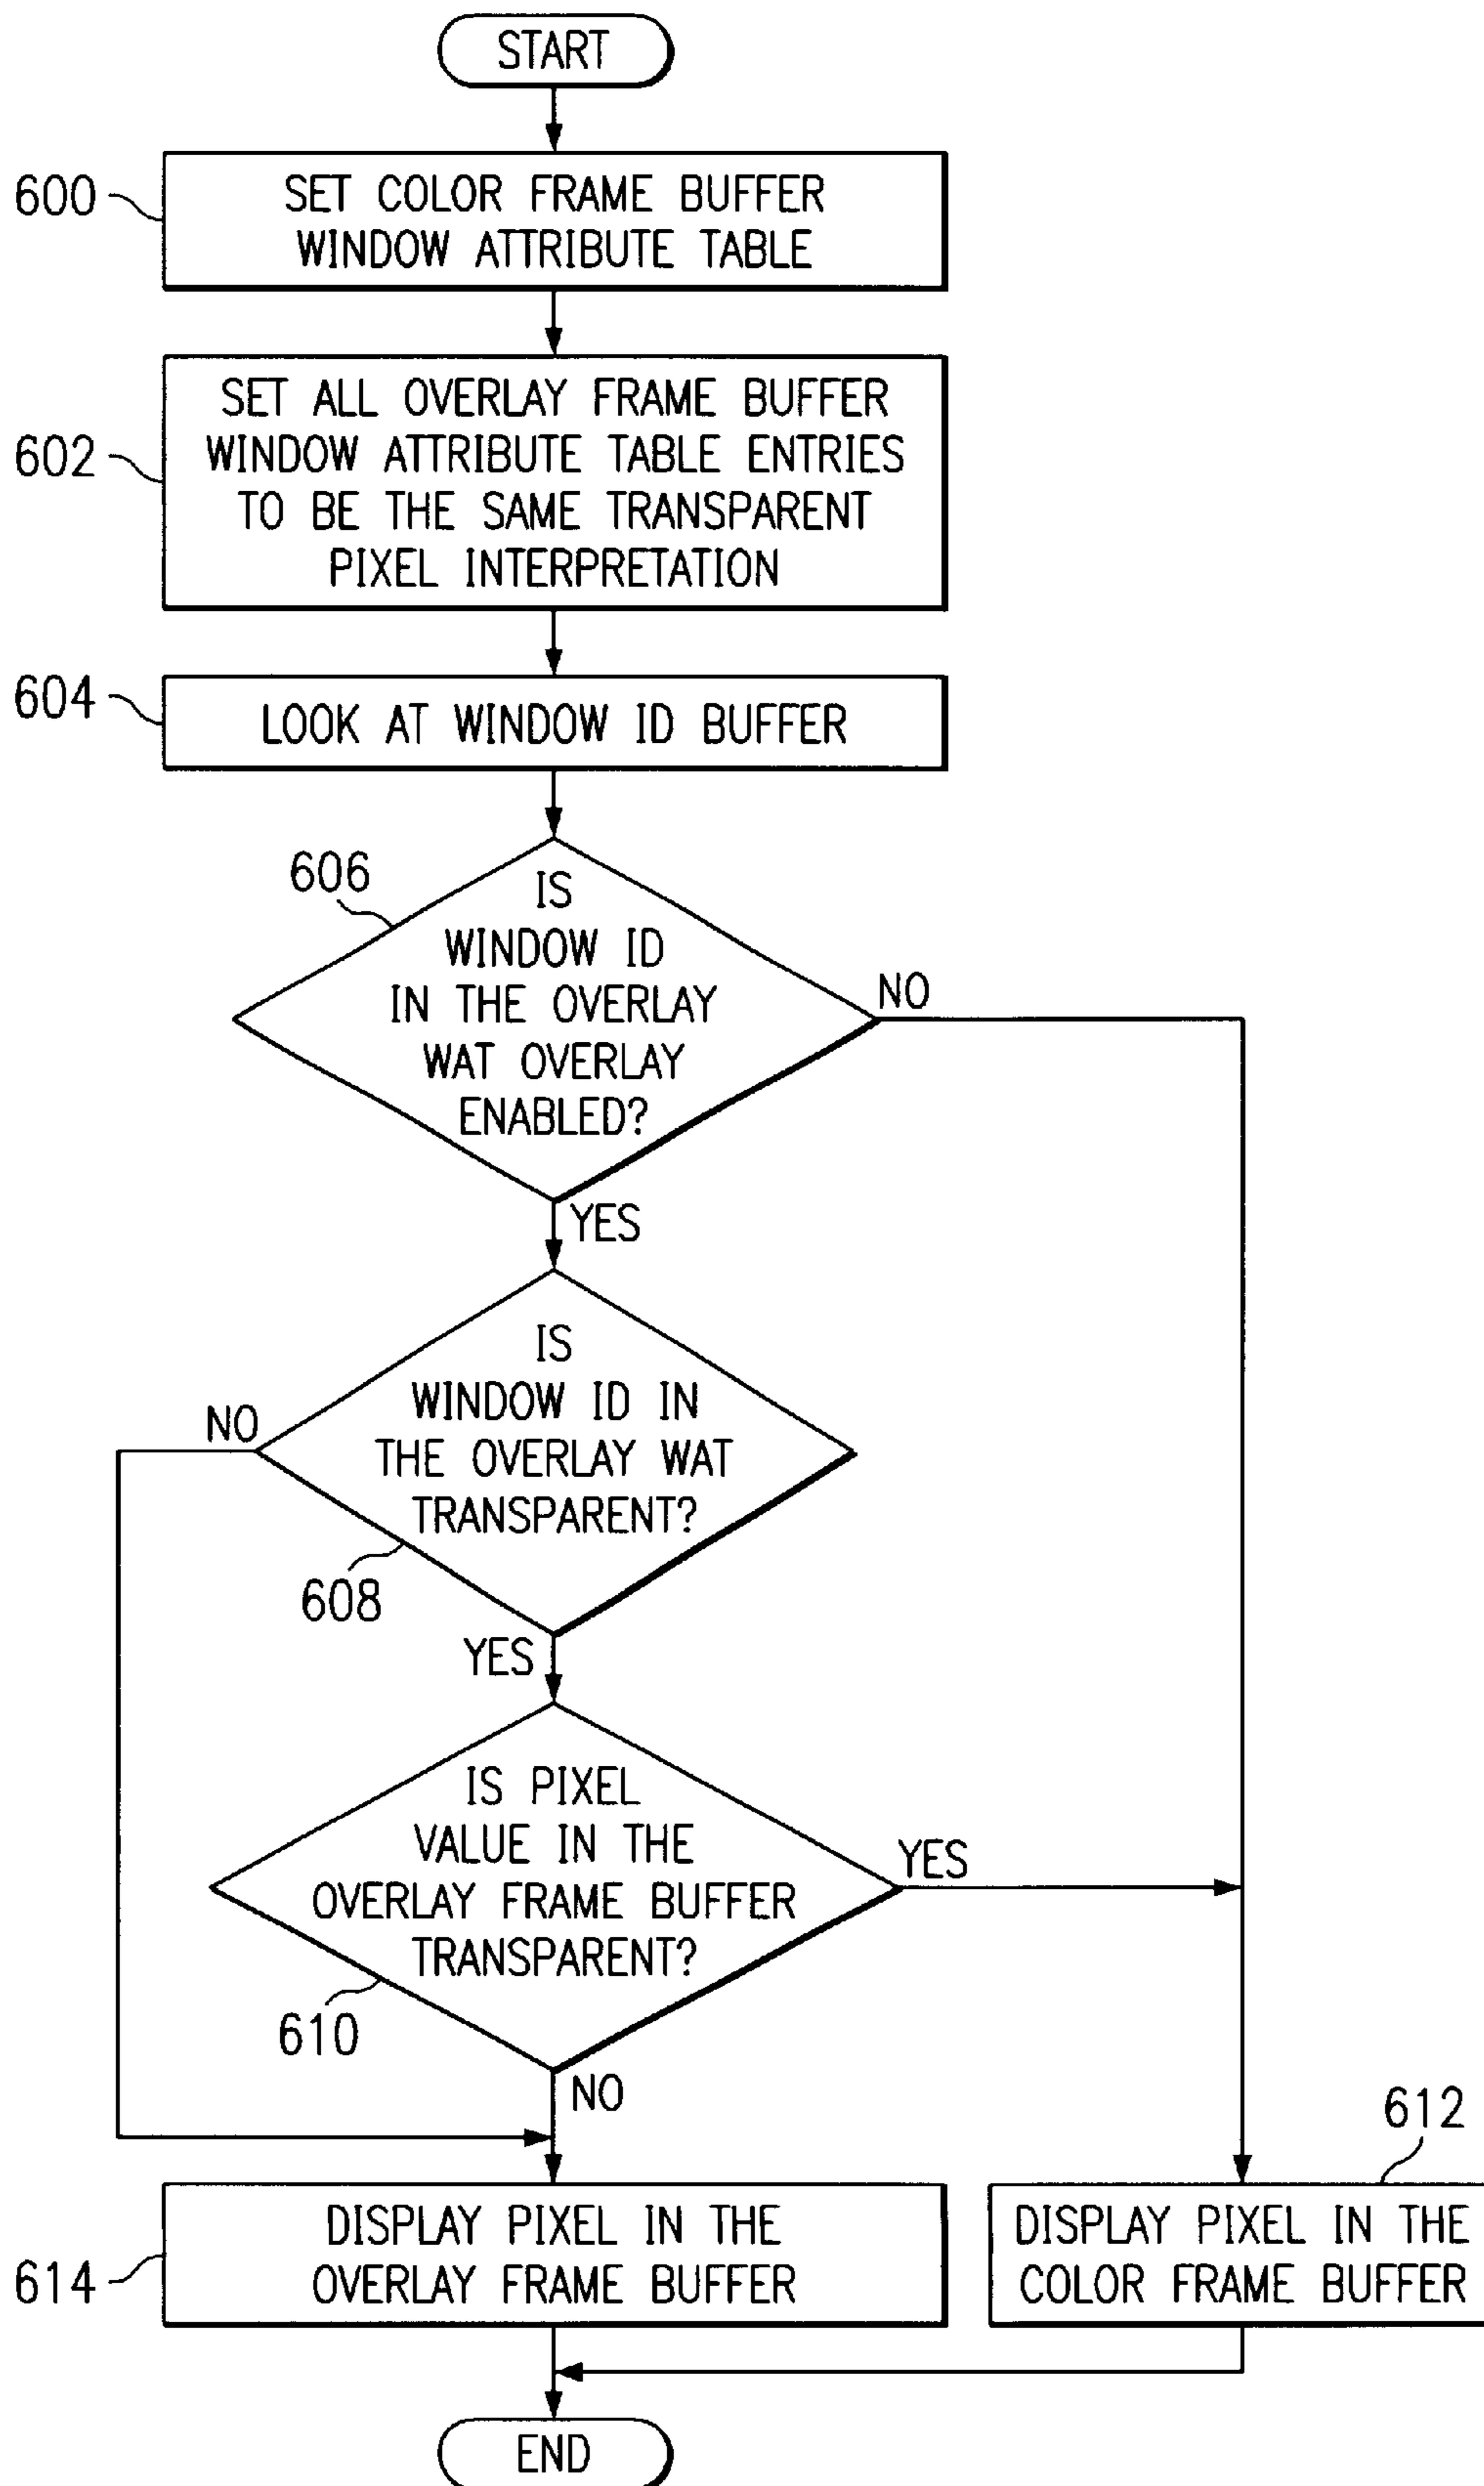 START
600
SET COLOR FRAME BUFFER
WINDOW ATTRIBUTE TABLE
602
SET ALL OVERLAY FRAME BUFFER
WINDOW ATTRIBUTE TABLE ENTRIES
TO BE THE SAME TRANSPARENT
PIXEL INTERPRETATION
604
LOOK AT WINDOW ID BUFFER
606
IS
WINDOW ID
IN THE OVERLAY
WAT OVERLAY
ENABLED?
NO
YES
IS
WINDOW ID IN
THE OVERLAY WAT
TRANSPARENT?
NO
608
YES
IS PIXEL
VALUE IN THE
OVERLAY FRAME BUFFER
TRANSPARENT?
YES
610
NO
612
614
DISPLAY PIXEL IN THE
OVERLAY FRAME BUFFER
DISPLAY PIXEL IN THE
COLOR FRAME BUFFER
END